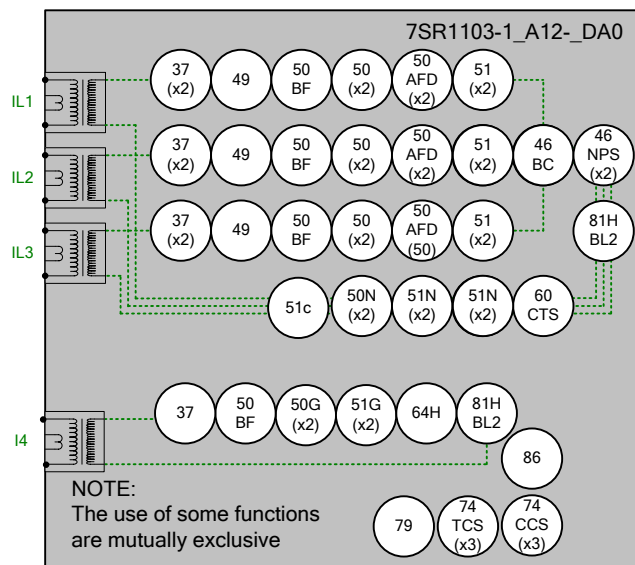 7SR1103-1_A12-_DA0
IL1
37
(x2)
49
50
BF
50
(x2)
50
AFD
(x2)
51
(x2)
IL2
37
(x2)
49
50
BF
50
(x2)
50
AFD
(x2)
51
(x2)
46
BC
46
NPS
(x2)
IL3
37
(x2)
49
50
BF
50
(x2)
50
AFD
(50)
51
(x2)
81H
BL2
51c
50N
(x2)
51N
(x2)
51N
(x2)
60
CTS
I4
37
50
BF
50G
(x2)
51G
(x2)
64H
81H
BL2
86
NOTE:
The use of some functions
are mutually exclusive
79
74
TCS
(x3)
74
CCS
(x3)